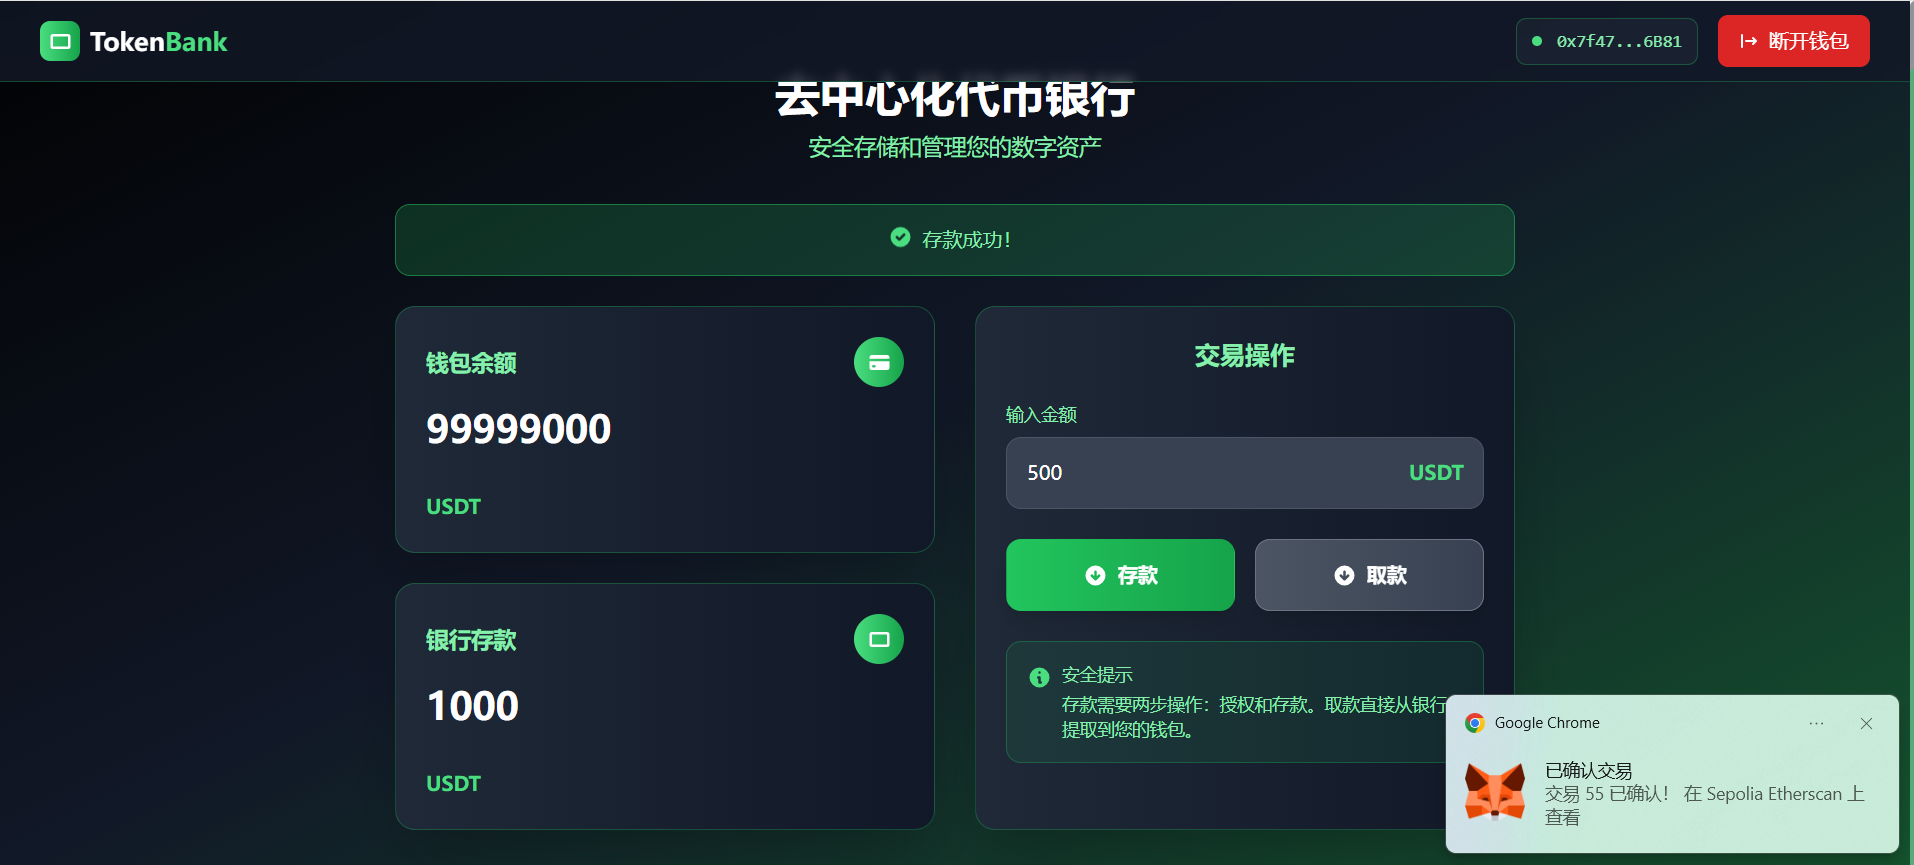 TokenBank
0x7f47...6B81
断开钱包
去中心化代币银行
安全存储和管理您的数字资产
存款成功!
钱包余额
99999000
USDT
银行存款
1000
USDT
交易操作
输入金额
500
USDT
存款
取款
安全提示
存款需要两步操作：授权和存款。取款直接从银行
提取到您的钱包。
Google Chrome
已确认交易
交易 55 已确认！ 在 Sepolia Etherscan 上
查看